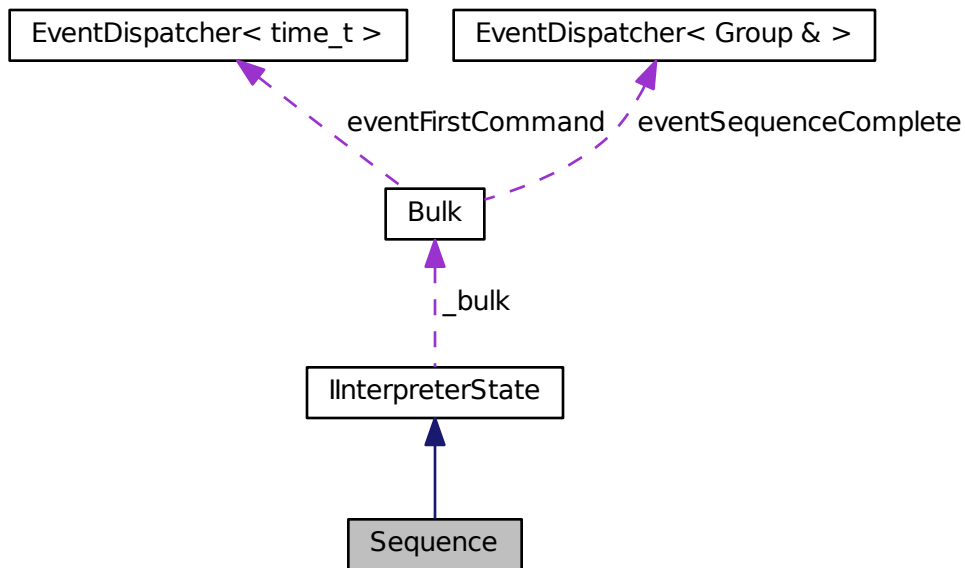 EventDispatcher< time_t >
EventDispatcher< Group & >
eventFirstCommand
eventSequenceComplete
Bulk
_bulk
IInterpreterState
Sequence